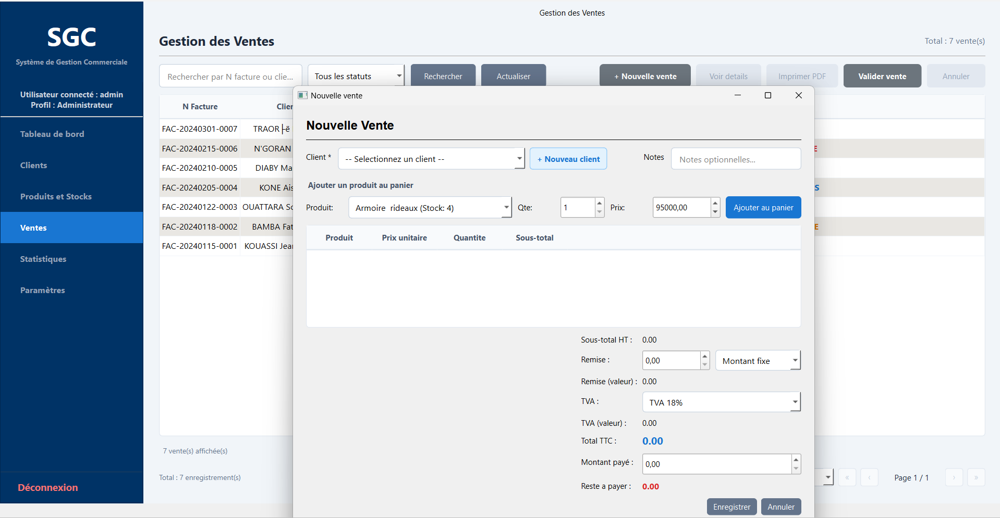 Gestion des Ventes
SGC
Système de Gestion Commerciale
Utilisateur connecté : admin
Profil : Administrateur
Tableau de bord
Clients
Produits et Stocks
Ventes
Statistiques
Paramètres
Déconnexion
Gestion des Ventes
Total : 7 vente(s)
Rechercher par N facture ou clie...
Tous les statuts
Rechercher
Actualiser
+ Nouvelle vente
Voir details
Imprimer PDF
Valider vente
Annuler
N Facture
FAC-20240301-0007 TRAOR├ë
FAC-20240215-0006 N'GORAN
FAC-20240210-0005 DIABY Ma
FAC-20240205-0004 KONE Ais
FAC-20240122-0003 OUATTARA
FAC-20240118-0002 BAMBA Fat
FAC-20240115-0001 KOUASSI Jea
7 vente(s) affichée(s)
Total : 7 enregistrement(s)
« ‹ Page 1 / 1 › »
Nouvelle vente
Nouvelle Vente
Client * -- Selectionnez un client -- + Nouveau client Notes Notes optionnelles...
Ajouter un produit au panier
Produit: Armoire rideaux (Stock: 4) Qte: 1 Prix: 95000,00 Ajouter au panier
Produit Prix unitaire Quantite Sous-total
Sous-total HT : 0.00
Remise : 0,00 Montant fixe
Remise (valeur) : 0.00
TVA : TVA 18%
TVA (valeur) : 0.00
Total TTC : 0.00
Montant payé : 0,00
Reste a payer : 0.00
Enregistrer Annuler